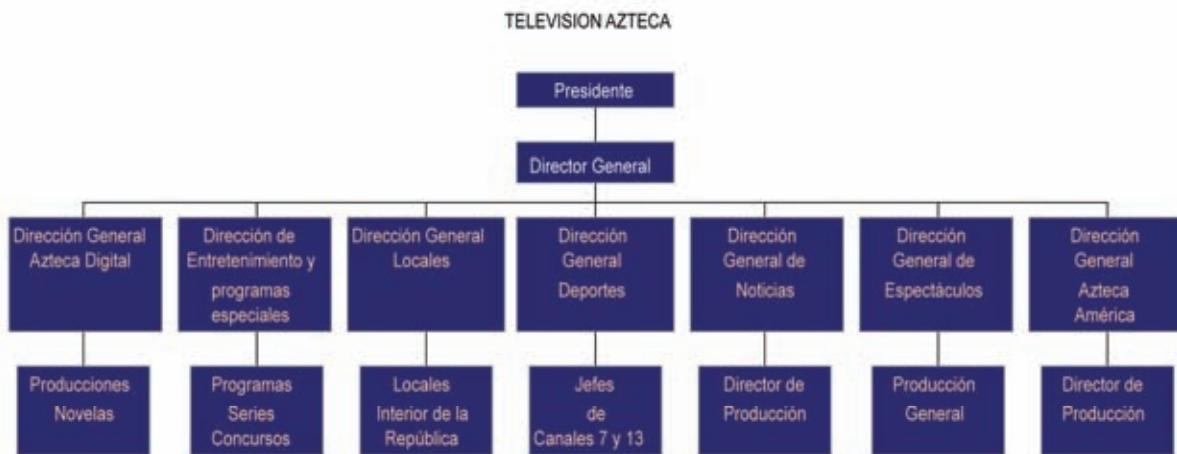 TELEVISION AZTECA
Presidente
Director General
Dirección General
Azteca Digital
Dirección de
Entretenimiento y
programas
especiales
Dirección General
Locales
Dirección
General
Deportes
Dirección
General de
Noticias
Dirección
General de
Espectáculos
Dirección
General
Azteca
América
Producciones
Novelas
Programas
Series
Concursos
Locales
Interior de la
República
Jefes
de
Canales 7 y 13
Director de
Producción
Producción
General
Director de
Producción